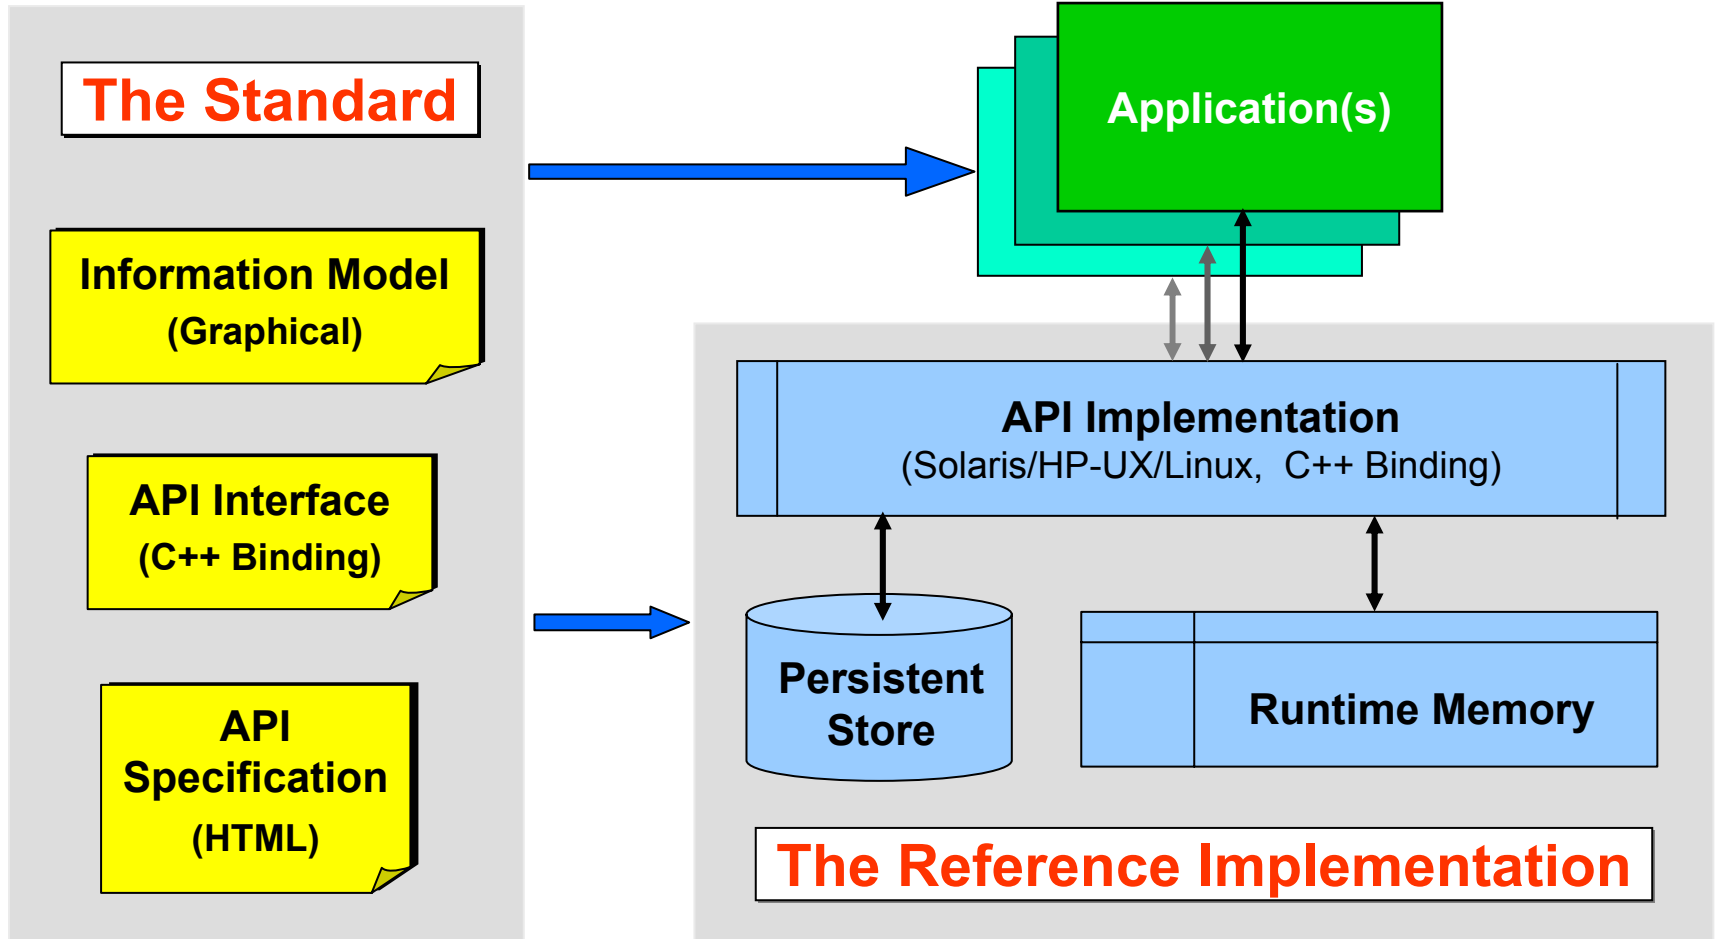 The Standard
Information Model
(Graphical)
API Interface
(C++ Binding)
API
Specification
(HTML)
Application(s)
API Implementation
(Solaris/HP-UX/Linux, C++ Binding)
Persistent
Store
Runtime Memory
The Reference Implementation